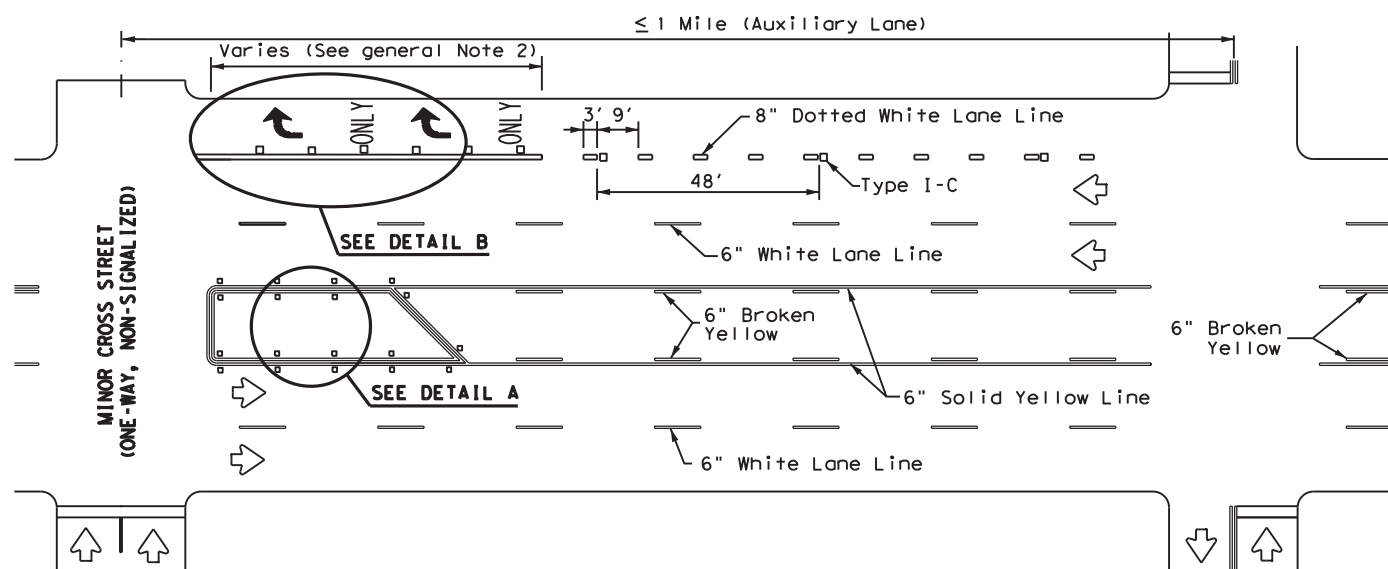 ≤ 1 Mile (Auxiliary Lane)
Varies (See general Note 2)
ONLY
ONLY
3' 9'
8" Dotted White Lane Line
48'
Type I-C
SEE DETAIL B
6" White Lane Line
MINOR CROSS STREET
(ONE-WAY, NON-SIGNALIZED)
6" Broken
Yellow
6" Broken
Yellow
SEE DETAIL A
6" Solid Yellow Line
6" White Lane Line